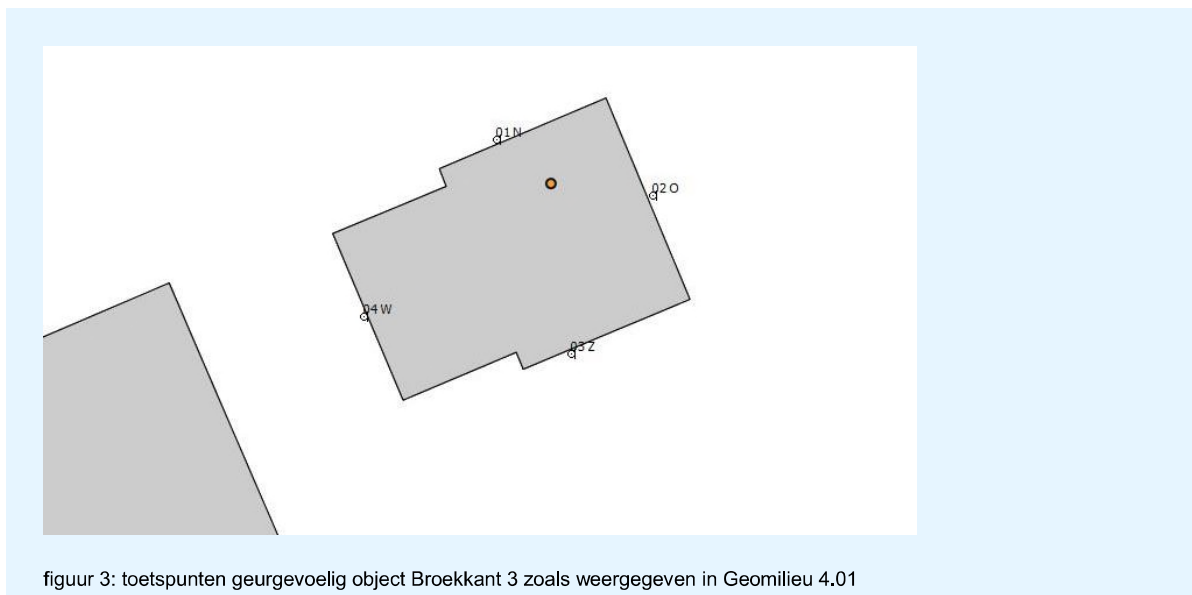 01 N
02 O
04 W
03 Z
figuur 3: toetspunten geurgevoelig object Broekkant 3 zoals weergegeven in Geomilieu 4.01